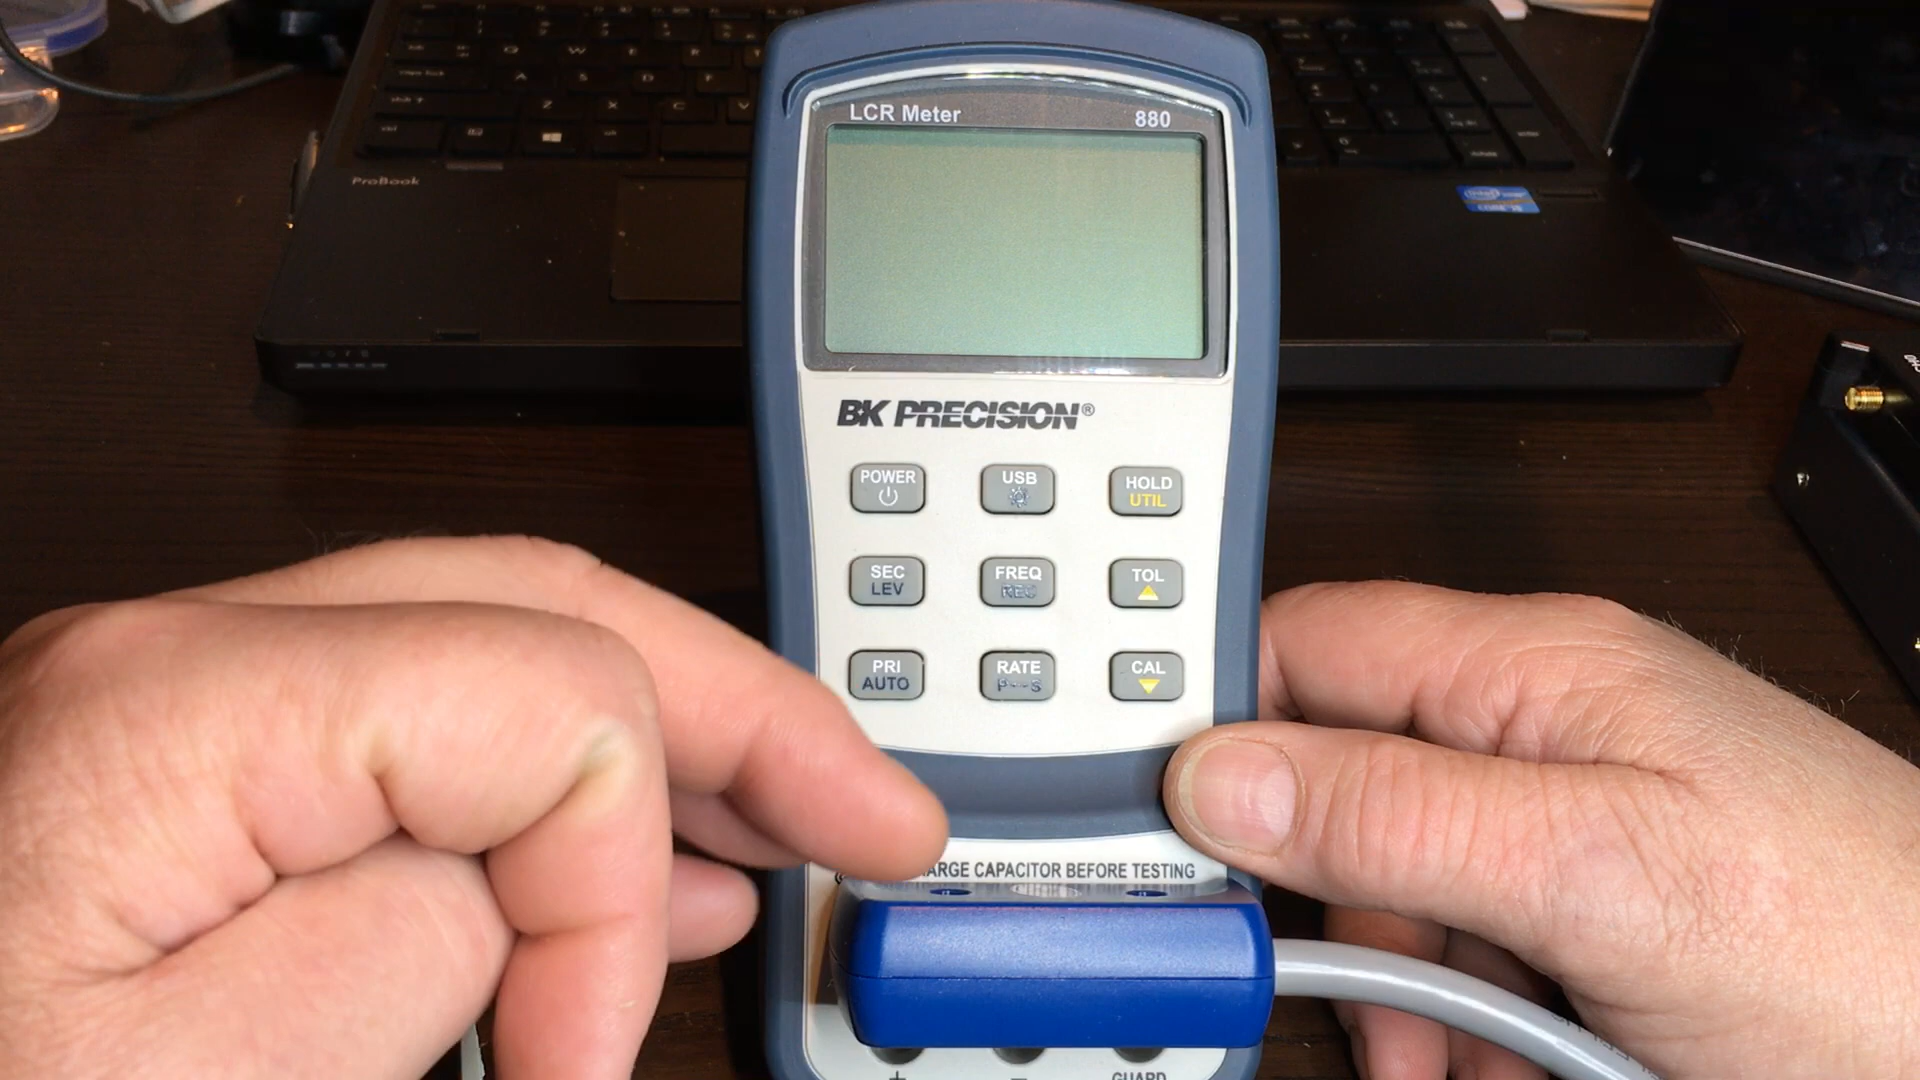 LCR Meter 880
ProBook
BK PRECISION®
POWER
USB
HOLD
UTIL
SEC
LEV
FREQ
REC
TOL
PRI
AUTO
RATE
P↔S
CAL
ARGE CAPACITOR BEFORE TESTING
+
−
GUARD